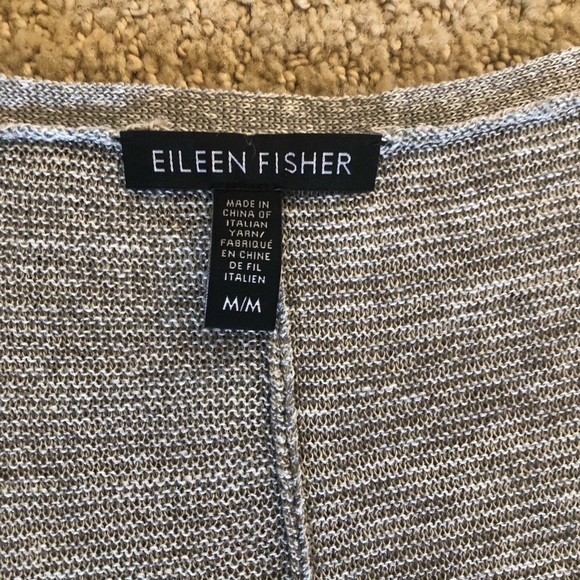 EILEEN FISHER
MADE IN
CHINA OF
ITALIAN
YARN/
FABRIQUÉ
EN CHINE
DE FIL
ITALIEN
M/M